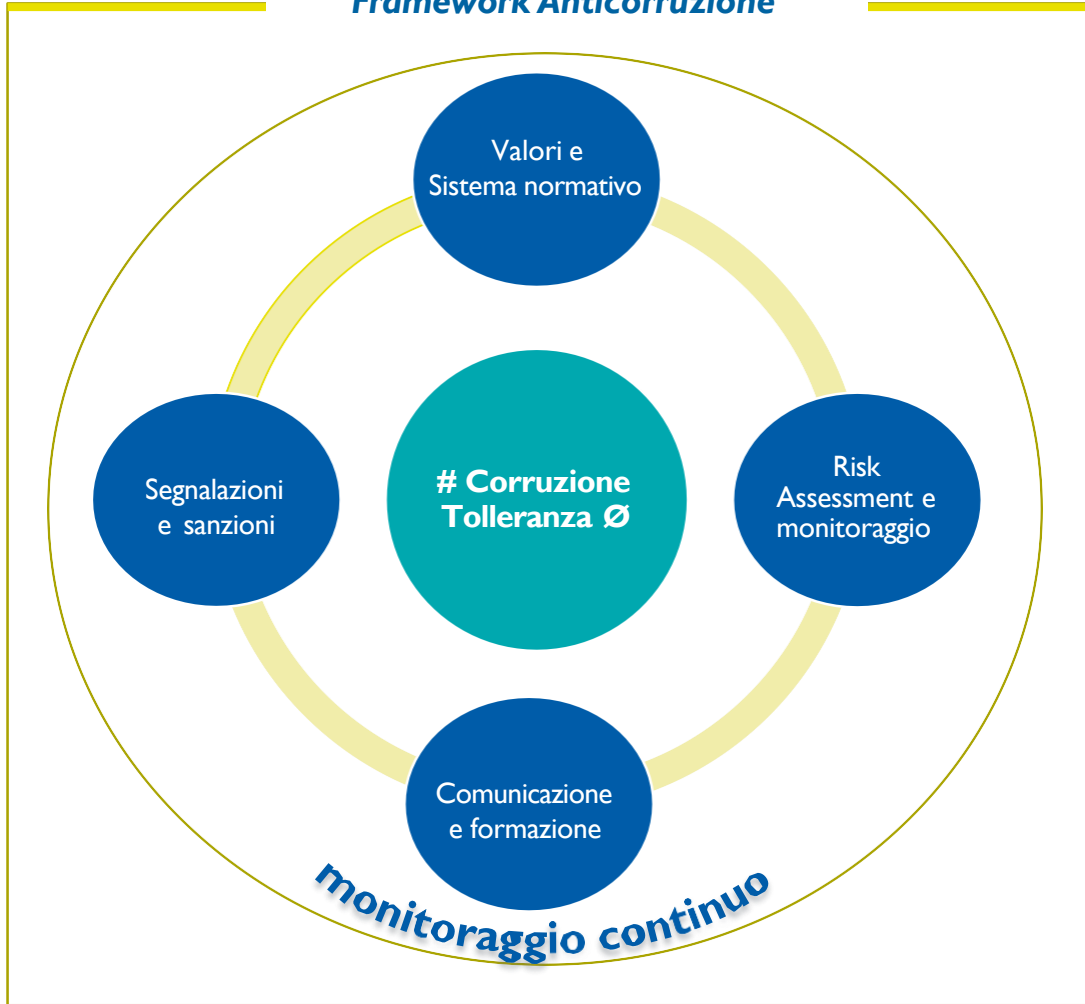 Framework Anticorruzione
Valori e
Sistema normativo
Segnalazioni
e sanzioni
# Corruzione
Tolleranza Ø
Risk
Assessment e
monitoraggio
Comunicazione
e formazione
monitoraggio continuo